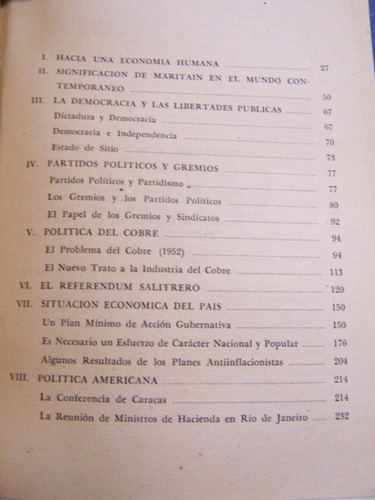 I. HACIA UNA ECONOMIA HUMANA 27
II. SIGNIFICACION DE MARITAIN EN EL MUNDO CON-
TEMPORANEO 50
III. LA DEMOCRACIA Y LAS LIBERTADES PUBLICAS 67
Dictadura y Democracia 67
Democracia e Independencia 70
Estado de Sitio 75
IV. PARTIDOS POLITICOS Y GREMIOS 77
Partidos Políticos y Partidismo 77
Los Gremios y los Partidos Políticos 80
El Papel de los Gremios y Sindicatos 92
V. POLITICA DEL COBRE 94
El Problema del Cobre (1952) 94
El Nuevo Trato a la Industria del Cobre 113
VI. EL REFERENDUM SALITRERO 120
VII. SITUACION ECONOMICA DEL PAIS 150
Un Plan Mínimo de Acción Gubernativa 150
Es Necesario un Esfuerzo de Carácter Nacional y Popular 176
Algunos Resultados de los Planes Antiinflacionistas 204
VIII. POLITICA AMERICANA 214
La Conferencia de Caracas 214
La Reunión de Ministros de Hacienda en Río de Janeiro 232